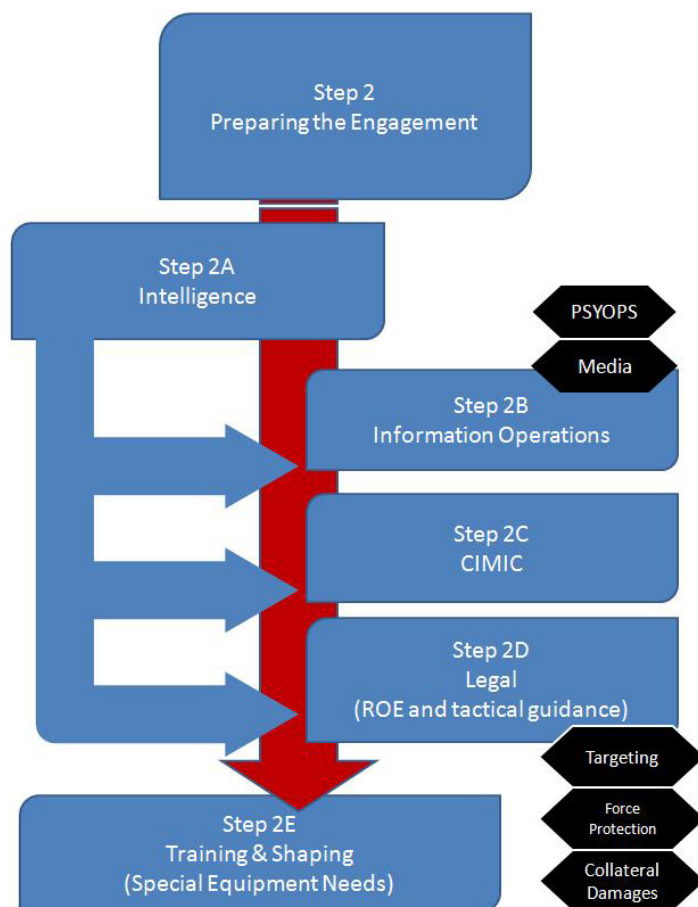 Step 2
Preparing the Engagement
Step 2A
Intelligence
PSYOPS
Media
Step 2B
Information Operations
Step 2C
CIMIC
Step 2D
Legal
(ROE and tactical guidance)
Targeting
Force
Protection
Collateral
Damages
Step 2E
Training & Shaping
(Special Equipment Needs)